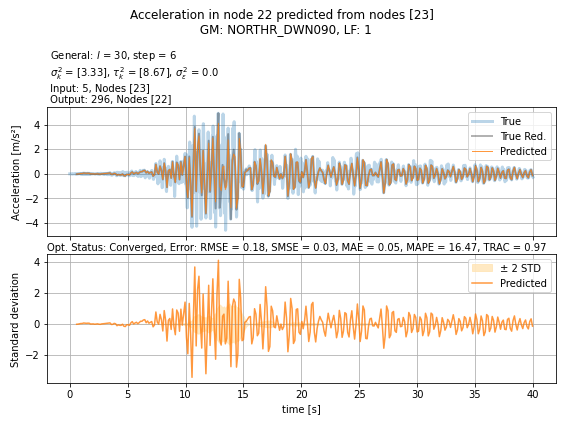 Acceleration in node 22 predicted from nodes [23]
GM: NORTHR_DWN090, LF: 1
General: l = 30, step = 6
σ²ₖ = [3.33], τ²ₖ = [8.67], σ²ₑ = 0.0
Input: 5, Nodes [23]
Output: 296, Nodes [22]
Acceleration [m/s²]
4
2
0
−2
−4
True
True Red.
Predicted
Opt. Status: Converged, Error: RMSE = 0.18, SMSE = 0.03, MAE = 0.05, MAPE = 16.47, TRAC = 0.97
Standard deviation
4
2
0
−2
± 2 STD
Predicted
0 5 10 15 20 25 30 35 40
time [s]